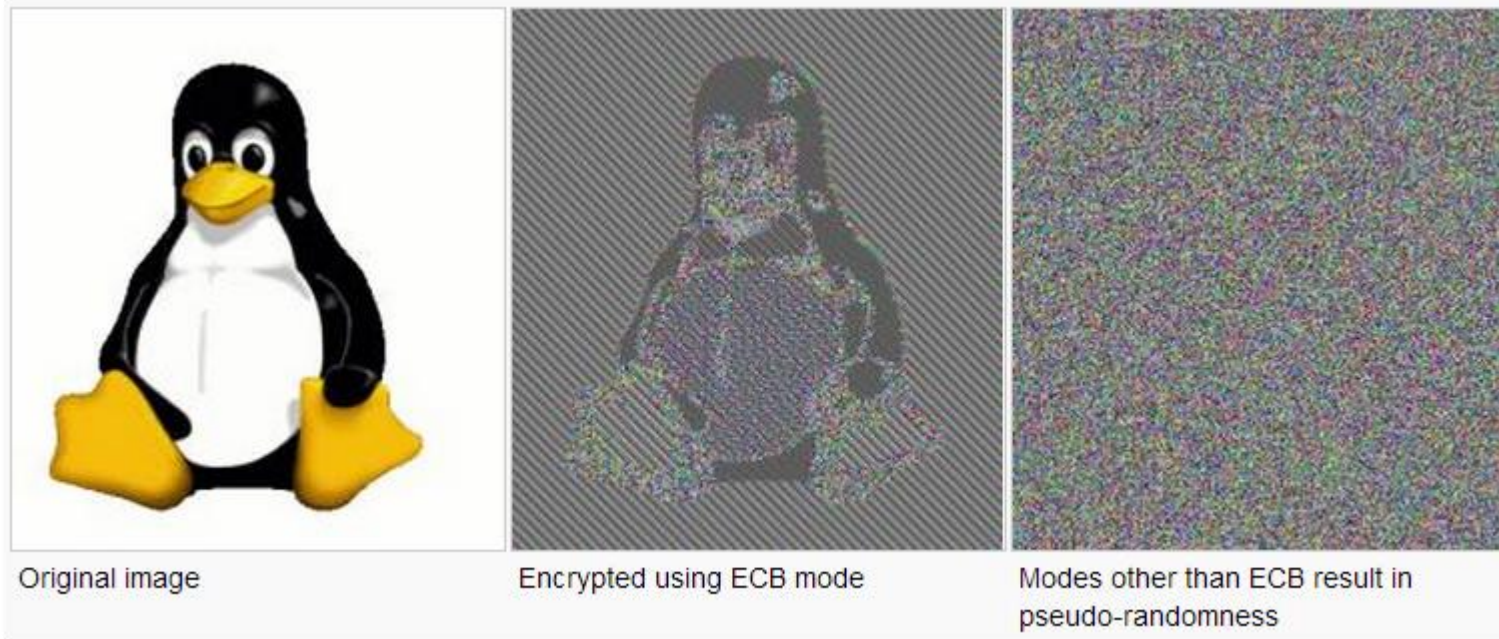 Original image
Encrypted using ECB mode
Modes other than ECB result in
pseudo-randomness